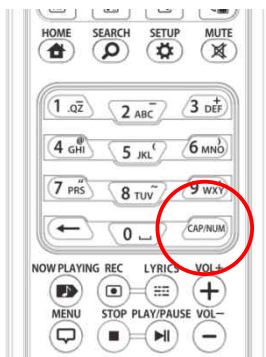 HOME SEARCH SETUP MUTE
1 .QZ 2 ABC 3 DEF
4 GHI 5 JKL 6 MNO
7 PRS 8 TUV 9 WXY
0 CAP/NUM
NOW PLAYING REC LYRICS VOL+
MENU STOP PLAY/PAUSE VOL−